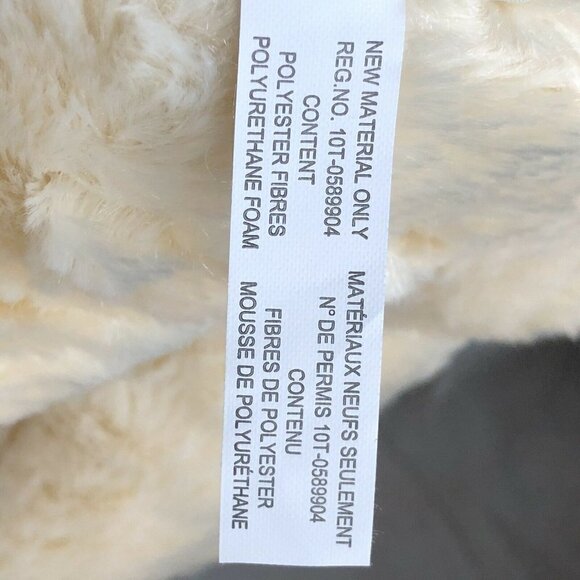 NEW MATERIAL ONLY
REG.NO. 10T-0589904
CONTENT
POLYESTER FIBRES
POLYURETHANE FOAM
MATÉRIAUX NEUFS SEULEMENT
N° DE PERMIS 10T-0589904
CONTENU
FIBRES DE POLYESTER
MOUSSE DE POLYURÉTHANE